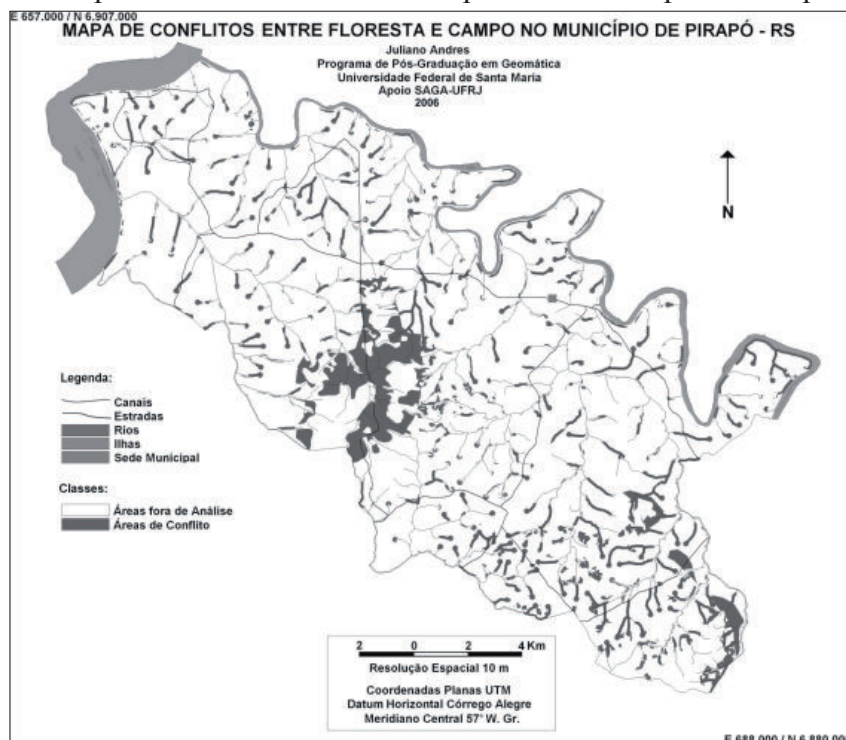 E 657.000 / N 6.907.000
MAPA DE CONFLITOS ENTRE FLORESTA E CAMPO NO MUNICÍPIO DE PIRAPÓ - RS
Juliano Andres
Programa de Pós-Graduação em Geomática
Universidade Federal de Santa Maria
Apoio SAGA-UFRJ
2006
N
Legenda:
Canais
Estradas
Rios
Ilhas
Sede Municipal
Classes:
Áreas fora de Análise
Áreas de Conflito
2 0 2 4 Km
Resolução Espacial 10 m
Coordenadas Planas UTM
Datum Horizontal Córrego Alegre
Meridiano Central 57° W. Gr.